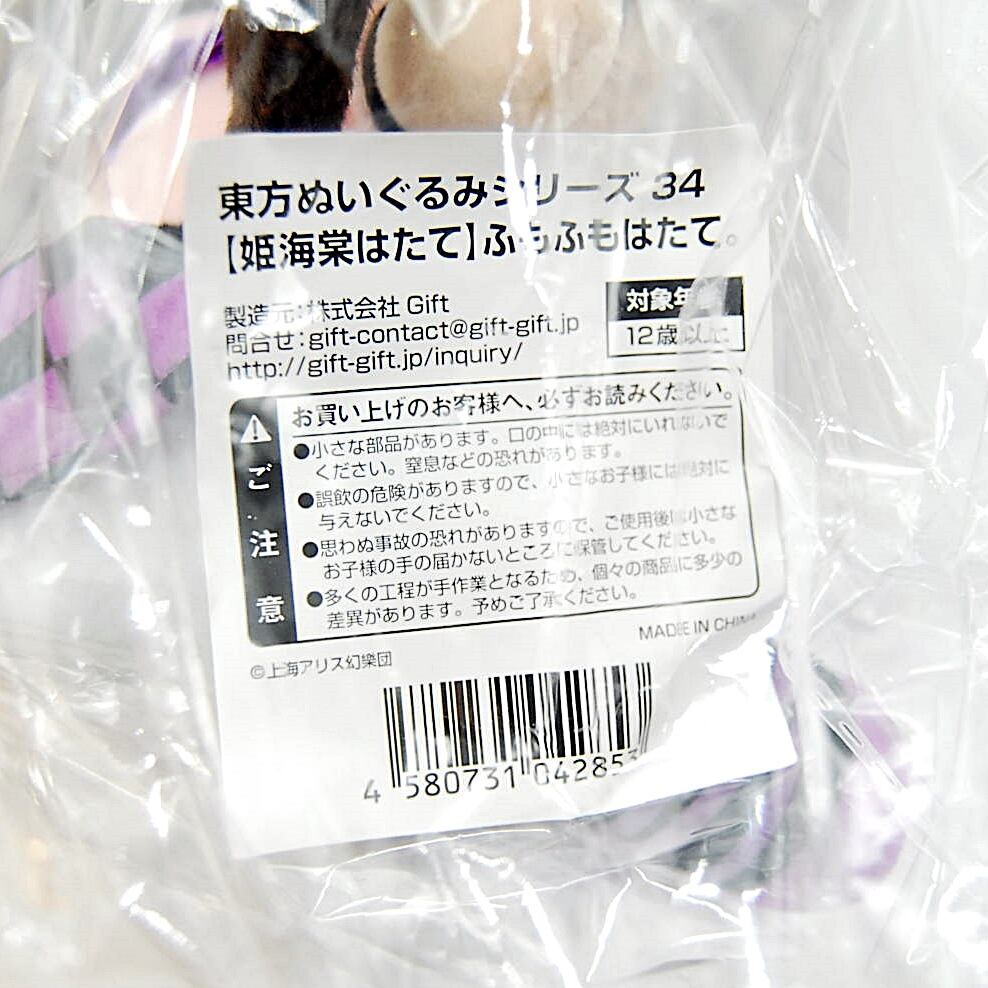 東方ぬいぐるみシリーズ 34
【姫海棠はたて】ふもふもはたて。
製造元：株式会社 Gift
問合せ：gift-contact@gift-gift.jp
http://gift-gift.jp/inquiry/
対象年齢
12歳以上
ご注意
お買い上げのお客様へ、必ずお読みください。
●小さな部品があります。口の中には絶対にいれないで
ください。窒息などの恐れがあります。
●誤飲の危険がありますので、小さなお子様には絶対に
与えないでください。
●思わぬ事故の恐れがありますので、ご使用後は小さな
お子様の手の届かないところに保管してください。
●多くの工程が手作業となるため、個々の商品に多少の
差異があります。予めご了承ください。
MADE IN CHINA
©上海アリス幻樂団
4 580731 042853